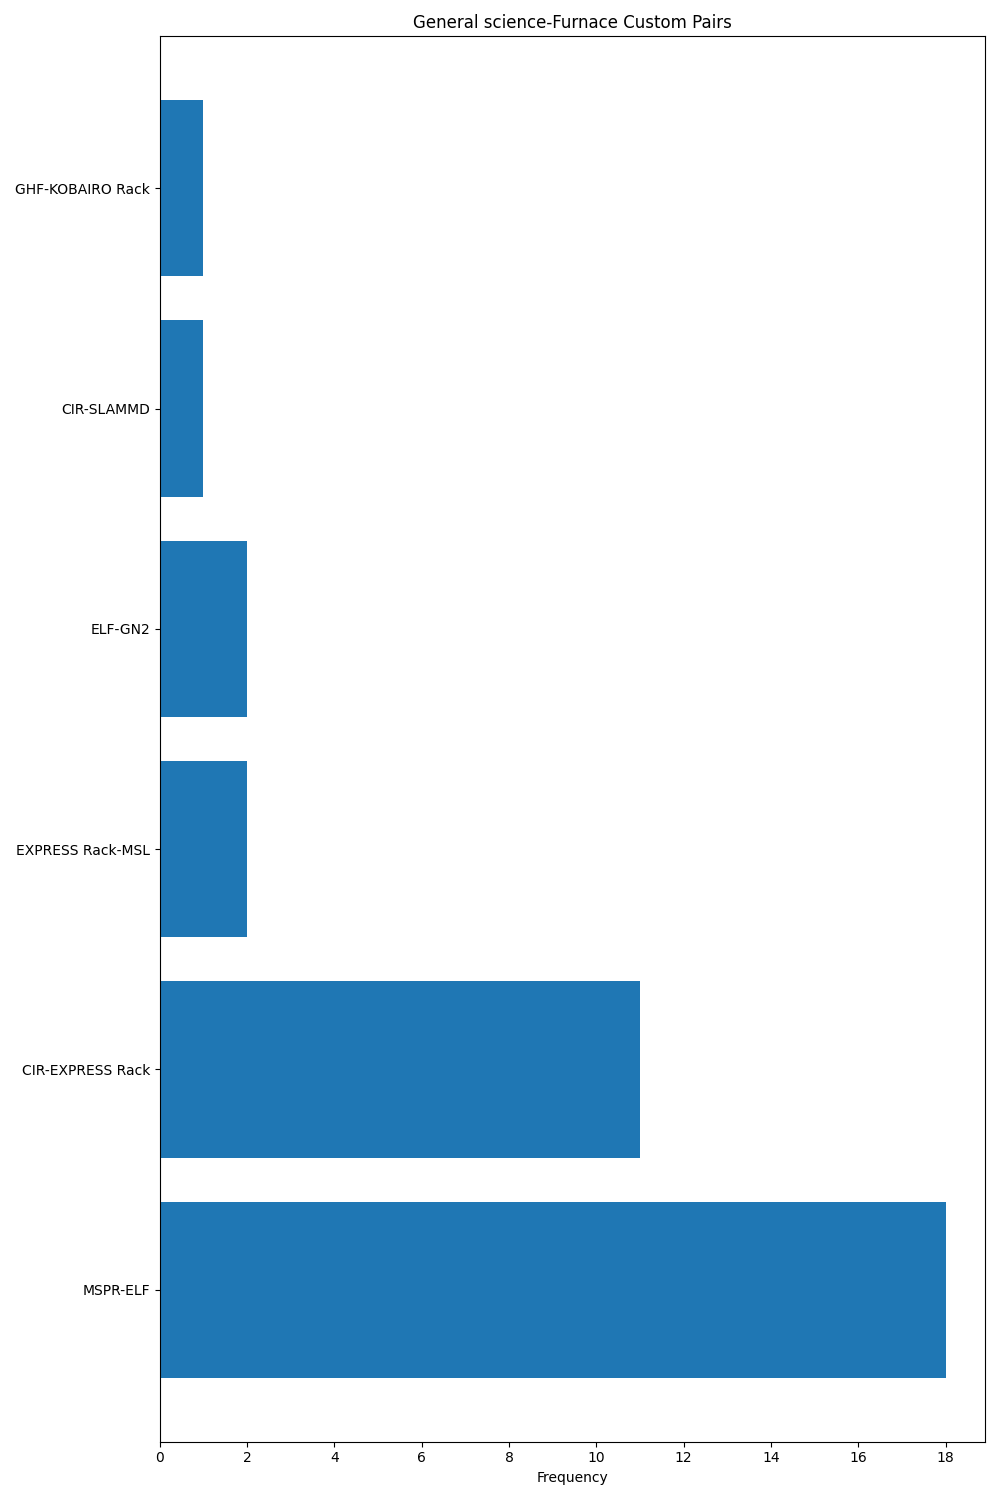 General science-Furnace Custom Pairs
GHF-KOBAIRO Rack
CIR-SLAMMD
ELF-GN2
EXPRESS Rack-MSL
CIR-EXPRESS Rack
MSPR-ELF
0 2 4 6 8 10 12 14 16 18
Frequency